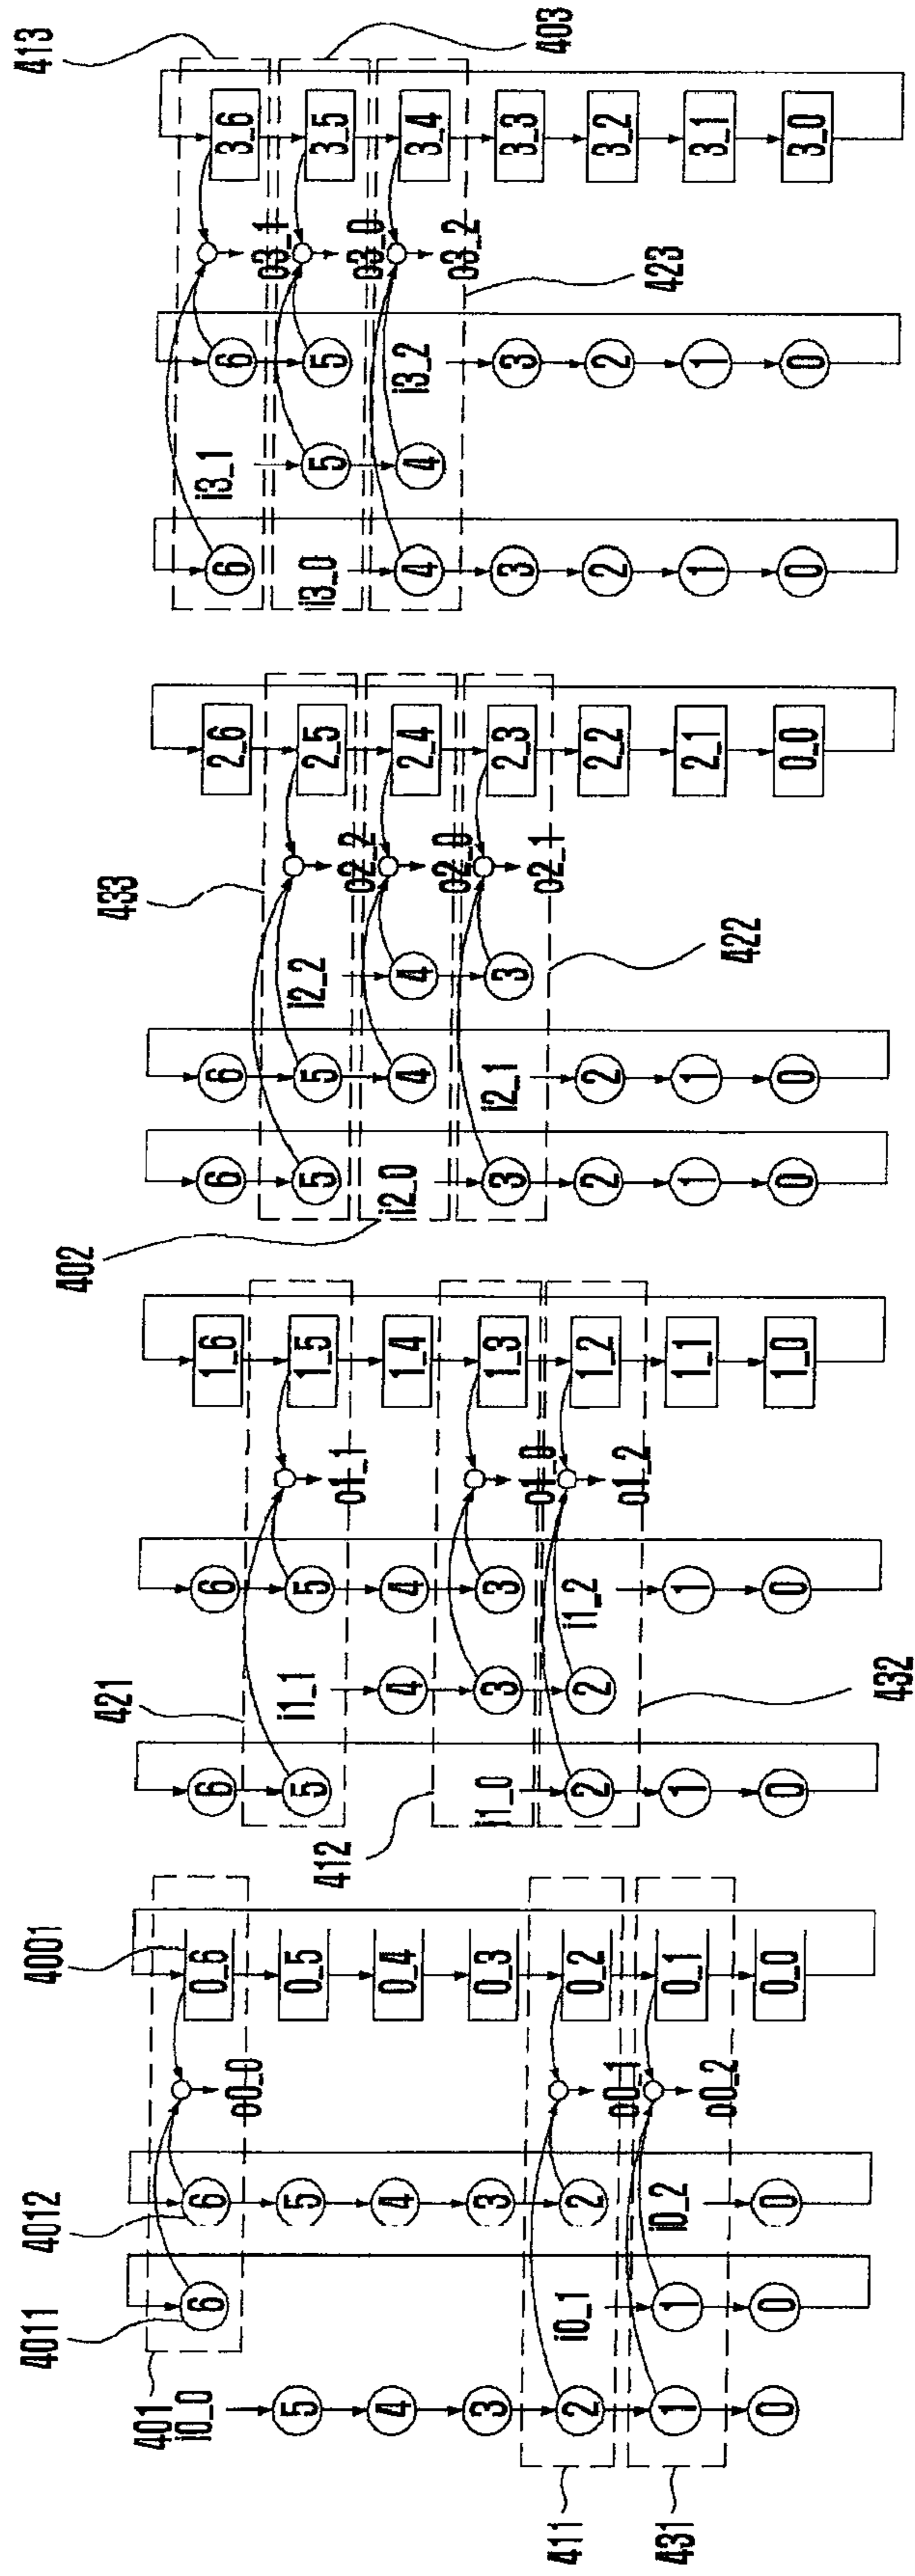 401 4011 4012 4001
i0_0 6 6 0_6
o0_0
5 5 0_5
4 4 0_4
3 3 0_3
2 i0_1 2 0_2
o0_1
1 1 i0_2 0_1
o0_2
0 0 0 0_0
411
431
421
6 6 1_6
5 i1_1 5 1_5
o1_1
4 4 1_4
412
i1_0 3 3 1_3
o1_0
2 2 i1_2 1_2
o1_2
1 1 1_1
0 0 1_0
432
402 433
6 6 2_6
5 5 i2_2 2_5
o2_2
i2_0 4 4 2_4
o2_0
3 i2_1 3 2_3
o2_1
2 2 2_2
1 1 2_1
0 0 0_0
422
413
6 i3_1 6 3_6
o3_1
i3_0 5 5 3_5
o3_0
4 4 i3_2 3_4
o3_2
3 3 3_3
2 2 3_2
1 1 3_1
0 0 3_0
403
423